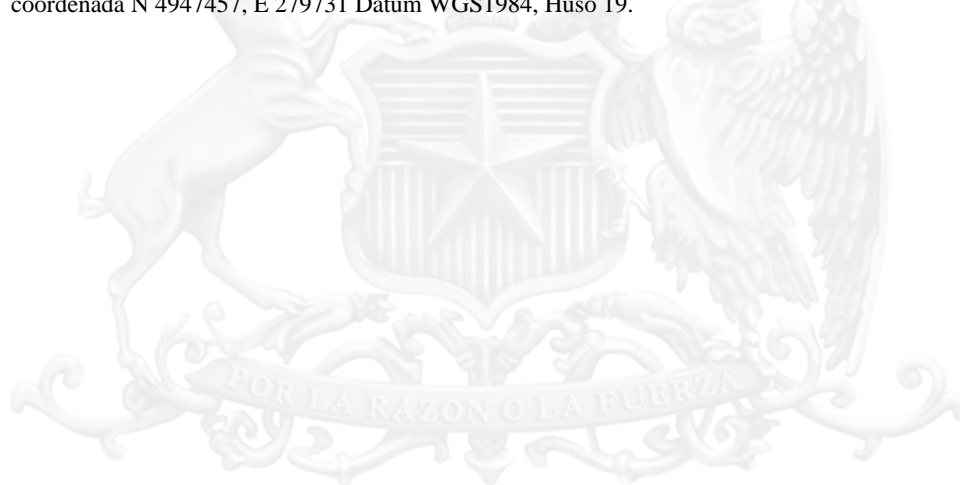 coordenada N 4947457, E 279731 Datum WGS1984, Huso 19.
POR LA RAZON O LA FUERZA